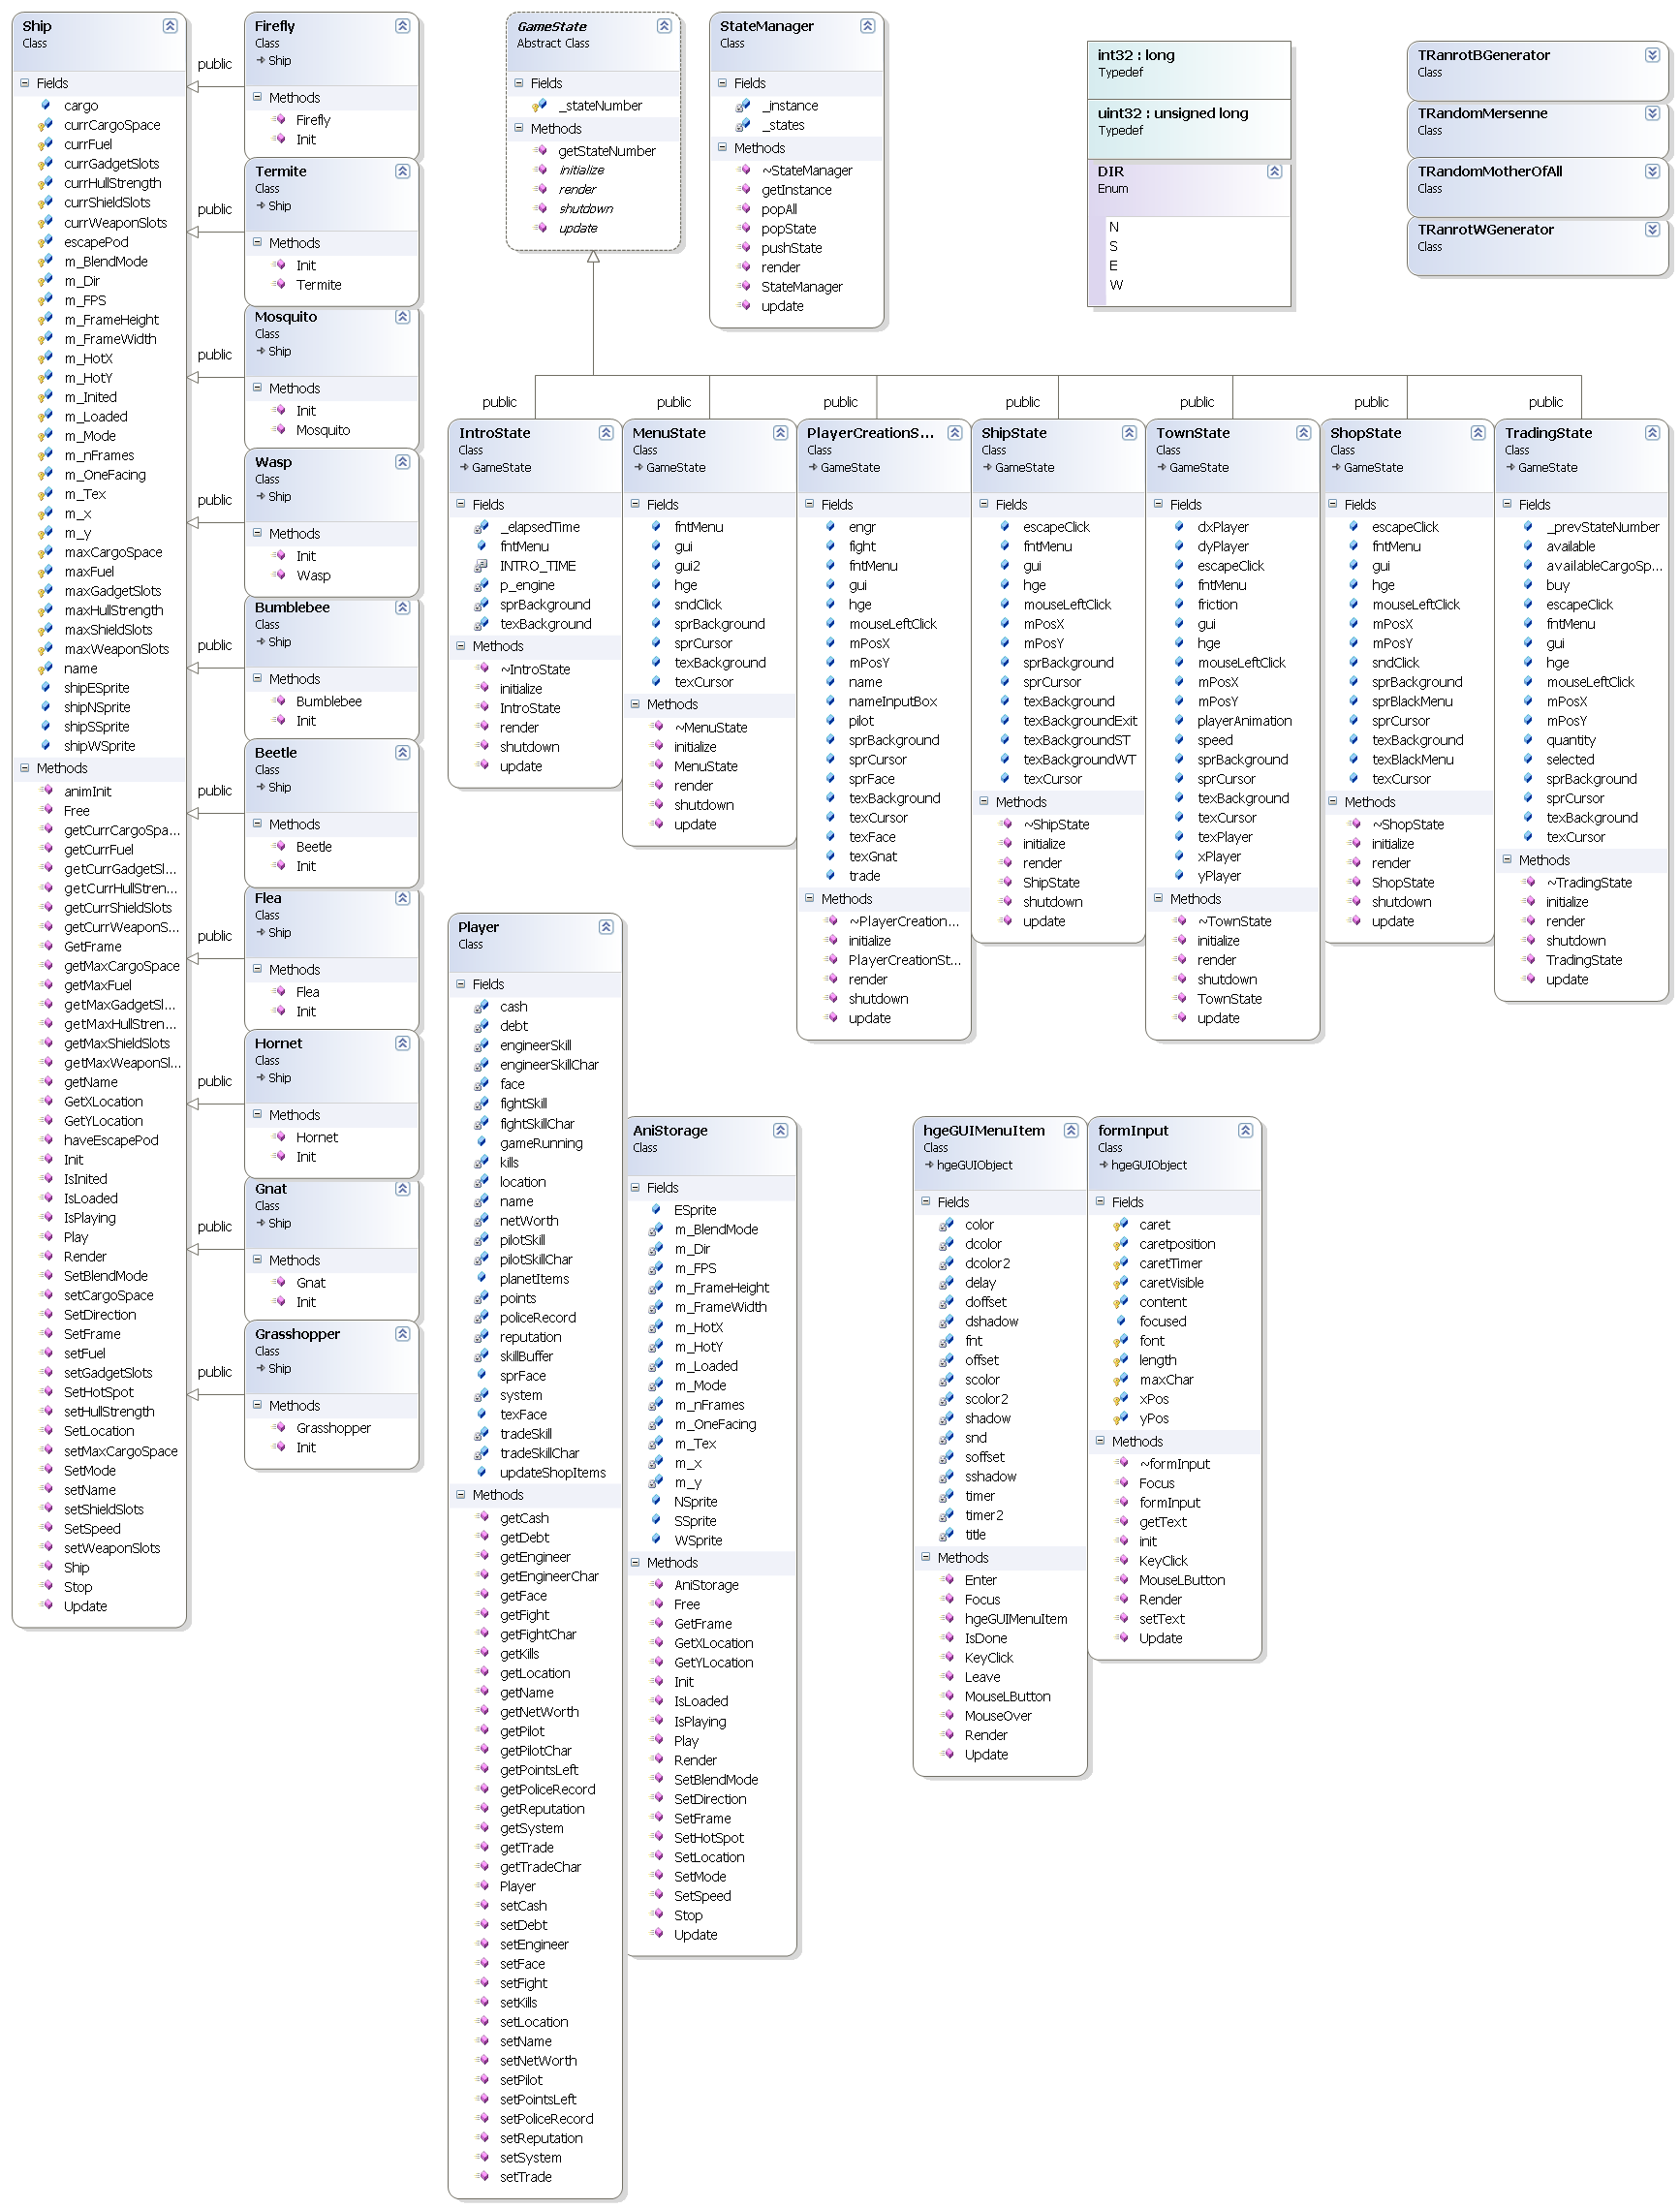 Ship
Class
Fields
cargo
currCargoSpace
currFuel
currGadgetSlots
currHullStrength
currShieldSlots
currWeaponSlots
escapePod
m_BlendMode
m_Dir
m_FPS
m_FrameHeight
m_FrameWidth
m_HotX
m_HotY
m_Inited
m_Loaded
m_Mode
m_nFrames
m_OneFacing
m_Tex
m_x
m_y
maxCargoSpace
maxFuel
maxGadgetSlots
maxHullStrength
maxShieldSlots
maxWeaponSlots
name
shipESprite
shipNSprite
shipSSprite
shipWSprite
Methods
animInit
Free
getCurrCargoSpa...
getCurrFuel
getCurrGadgetSl...
getCurrHullStren...
getCurrShieldSlots
getCurrWeaponS...
GetFrame
getMaxCargoSpace
getMaxFuel
getMaxGadgetSl...
getMaxHullStren...
getMaxShieldSlots
getMaxWeaponSl...
getName
GetXLocation
GetYLocation
haveEscapePod
Init
IsInited
IsLoaded
IsPlaying
Play
Render
SetBlendMode
setCargoSpace
SetDirection
SetFrame
setFuel
setGadgetSlots
SetHotSpot
setHullStrength
SetLocation
setMaxCargoSpace
SetMode
setName
setShieldSlots
SetSpeed
setWeaponSlots
Ship
Stop
Update
public
Firefly
Class
Ship
Methods
Firefly
Init
public
Termite
Class
Ship
Methods
Init
Termite
public
Mosquito
Class
Ship
Methods
Init
Mosquito
public
Wasp
Class
Ship
Methods
Init
Wasp
public
Bumblebee
Class
Ship
Methods
Bumblebee
Init
public
Beetle
Class
Ship
Methods
Beetle
Init
public
Flea
Class
Ship
Methods
Flea
Init
public
Hornet
Class
Ship
Methods
Hornet
Init
public
Gnat
Class
Ship
Methods
Gnat
Init
public
Grasshopper
Class
Ship
Methods
Grasshopper
Init
GameState
Abstract Class
Fields
_stateNumber
Methods
getStateNumber
initialize
render
shutdown
update
StateManager
Class
Fields
_instance
_states
Methods
~StateManager
getInstance
popAll
popState
pushState
render
StateManager
update
int32 : long
Typedef
uint32 : unsigned long
Typedef
DIR
Enum
N
S
E
W
TRanrotBGenerator
Class
TRandomMersenne
Class
TRandomMotherOfAll
Class
TRanrotWGenerator
Class
public
IntroState
Class
GameState
Fields
_elapsedTime
fntMenu
INTRO_TIME
p_engine
sprBackground
texBackground
Methods
~IntroState
initialize
IntroState
render
shutdown
update
public
MenuState
Class
GameState
Fields
fntMenu
gui
gui2
hge
sndClick
sprBackground
sprCursor
texBackground
texCursor
Methods
~MenuState
initialize
MenuState
render
shutdown
update
public
PlayerCreationS...
Class
GameState
Fields
engr
fight
fntMenu
gui
hge
mouseLeftClick
mPosX
mPosY
name
nameInputBox
pilot
sprBackground
sprCursor
sprFace
texBackground
texCursor
texFace
texGnat
trade
Methods
~PlayerCreation...
initialize
PlayerCreationSt...
render
shutdown
update
public
ShipState
Class
GameState
Fields
escapeClick
fntMenu
gui
hge
mouseLeftClick
mPosX
mPosY
sprBackground
sprCursor
texBackground
texBackgroundExit
texBackgroundST
texBackgroundWT
texCursor
Methods
~ShipState
initialize
render
ShipState
shutdown
update
public
TownState
Class
GameState
Fields
dxPlayer
dyPlayer
escapeClick
fntMenu
friction
gui
hge
mouseLeftClick
mPosX
mPosY
playerAnimation
speed
sprBackground
sprCursor
texBackground
texCursor
texPlayer
xPlayer
yPlayer
Methods
~TownState
initialize
render
shutdown
TownState
update
public
ShopState
Class
GameState
Fields
escapeClick
fntMenu
gui
hge
mouseLeftClick
mPosX
mPosY
sndClick
sprBackground
sprBlackMenu
sprCursor
texBackground
texBlackMenu
texCursor
Methods
~ShopState
initialize
render
ShopState
shutdown
update
public
TradingState
Class
GameState
Fields
_prevStateNumber
available
availableCargoSp...
buy
escapeClick
fntMenu
gui
hge
mouseLeftClick
mPosX
mPosY
quantity
selected
sprBackground
sprCursor
texBackground
texCursor
Methods
~TradingState
initialize
render
shutdown
TradingState
update
Player
Class
Fields
cash
debt
engineerSkill
engineerSkillChar
face
fightSkill
fightSkillChar
gameRunning
kills
location
name
netWorth
pilotSkill
pilotSkillChar
planetItems
points
policeRecord
reputation
skillBuffer
sprFace
system
texFace
tradeSkill
tradeSkillChar
updateShopItems
Methods
getCash
getDebt
getEngineer
getEngineerChar
getFace
getFight
getFightChar
getKills
getLocation
getName
getNetWorth
getPilot
getPilotChar
getPointsLeft
getPoliceRecord
getReputation
getSystem
getTrade
getTradeChar
Player
setCash
setDebt
setEngineer
setFace
setFight
setKills
setLocation
setName
setNetWorth
setPilot
setPointsLeft
setPoliceRecord
setReputation
setSystem
setTrade
AniStorage
Class
Fields
ESprite
m_BlendMode
m_Dir
m_FPS
m_FrameHeight
m_FrameWidth
m_HotX
m_HotY
m_Loaded
m_Mode
m_nFrames
m_OneFacing
m_Tex
m_x
m_y
NSprite
SSprite
WSprite
Methods
AniStorage
Free
GetFrame
GetXLocation
GetYLocation
Init
IsLoaded
IsPlaying
Play
Render
SetBlendMode
SetDirection
SetFrame
SetHotSpot
SetLocation
SetMode
SetSpeed
Stop
Update
hgeGUIMenuItem
Class
hgeGUIObject
Fields
color
dcolor
dcolor2
delay
doffset
dshadow
fnt
offset
scolor
scolor2
shadow
snd
soffset
sshadow
timer
timer2
title
Methods
Enter
Focus
hgeGUIMenuItem
IsDone
KeyClick
Leave
MouseLButton
MouseOver
Render
Update
formInput
Class
hgeGUIObject
Fields
caret
caretposition
caretTimer
caretVisible
content
focused
font
length
maxChar
xPos
yPos
Methods
~formInput
Focus
formInput
getText
init
KeyClick
MouseLButton
Render
setText
Update